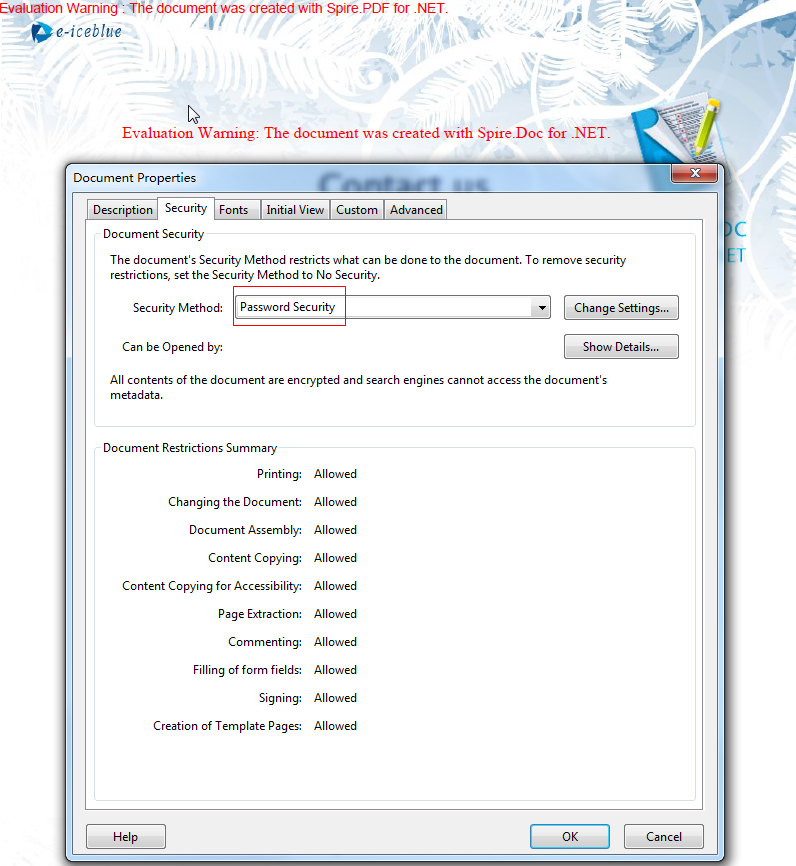 Evaluation Warning : The document was created with Spire.PDF for .NET.
e-iceblue
Evaluation Warning: The document was created with Spire.Doc for .NET.
Document Properties
Contact us
Description Security Fonts Initial View Custom Advanced
DC
ET
Document Security
The document's Security Method restricts what can be done to the document. To remove security
restrictions, set the Security Method to No Security.
Security Method: Password Security Change Settings...
Can be Opened by: Show Details...
All contents of the document are encrypted and search engines cannot access the document's
metadata.
Document Restrictions Summary
Printing: Allowed
Changing the Document: Allowed
Document Assembly: Allowed
Content Copying: Allowed
Content Copying for Accessibility: Allowed
Page Extraction: Allowed
Commenting: Allowed
Filling of form fields: Allowed
Signing: Allowed
Creation of Template Pages: Allowed
Help OK Cancel